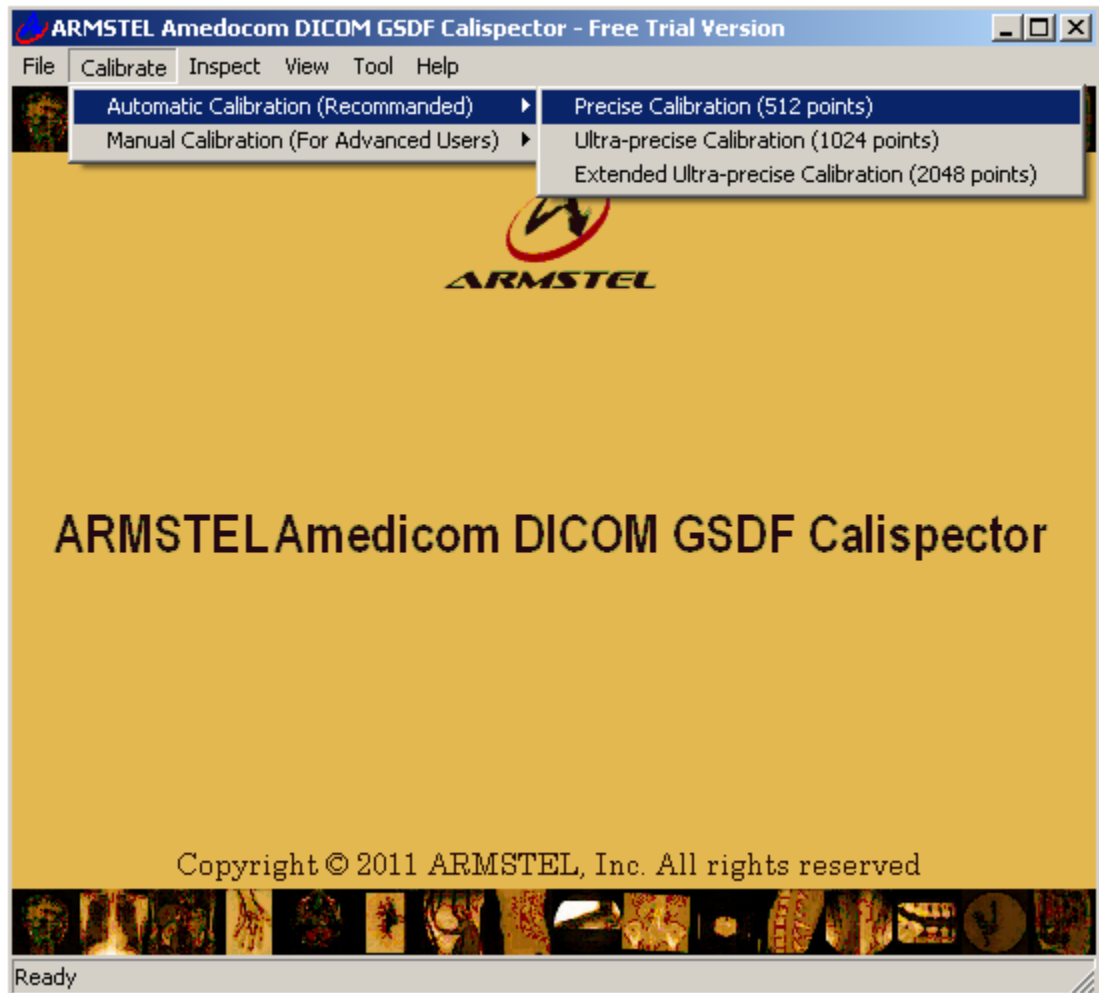 ARMSTEL Amedocom DICOM GSDF Calispector - Free Trial Version
File Calibrate Inspect View Tool Help
Automatic Calibration (Recommanded) Precise Calibration (512 points)
Manual Calibration (For Advanced Users) Ultra-precise Calibration (1024 points)
Extended Ultra-precise Calibration (2048 points)
ARMSTEL
ARMSTEL Amedicom DICOM GSDF Calispector
Copyright © 2011 ARMSTEL, Inc. All rights reserved
Ready